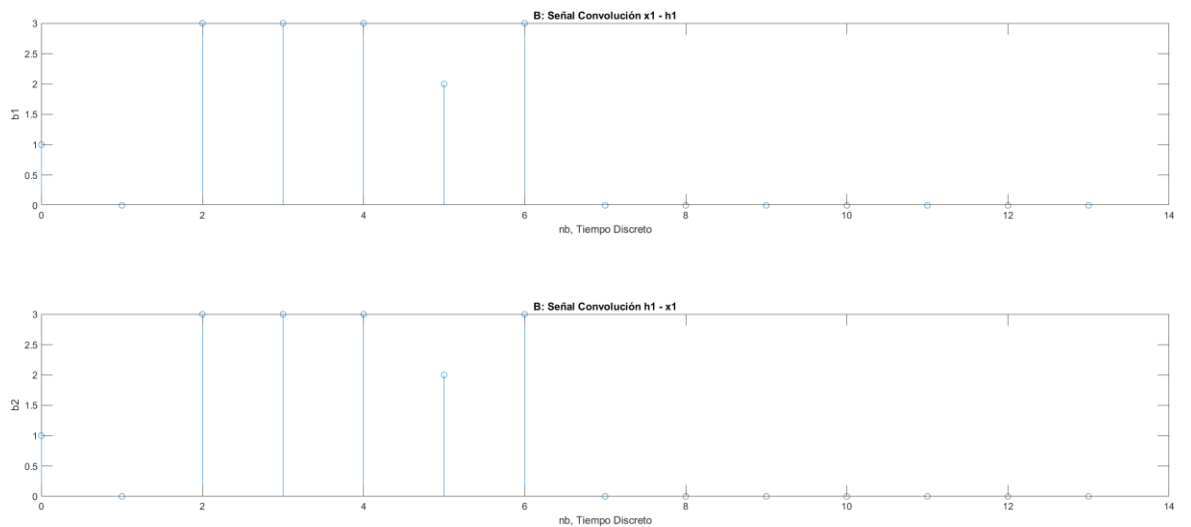 B: Señal Convolución x1 - h1
3
2.5
2
1.5
1
0.5
0
b1
0 2 4 6 8 10 12 14
nb, Tiempo Discreto
B: Señal Convolución h1 - x1
3
2.5
2
1.5
1
0.5
0
b2
0 2 4 6 8 10 12 14
nb, Tiempo Discreto